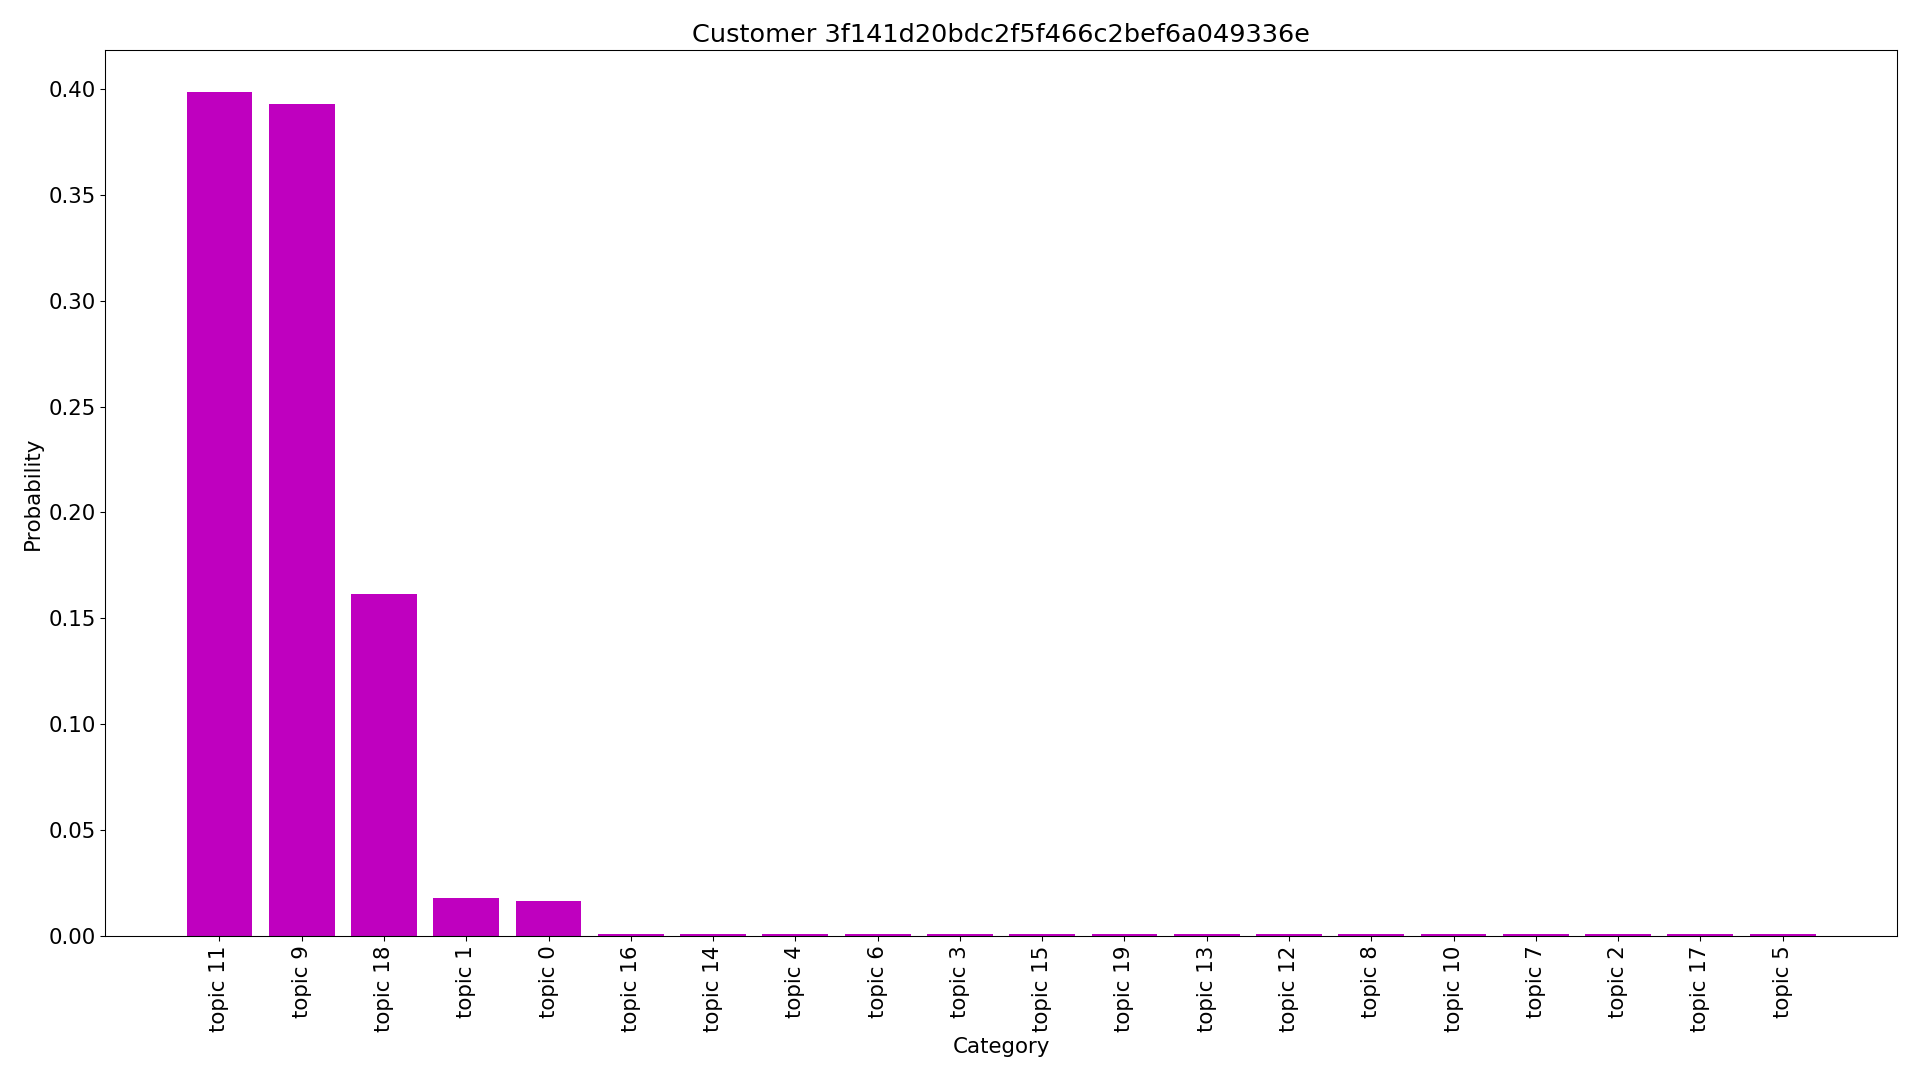 Customer 3f141d20bdc2f5f466c2bef6a049336e
Probability
0.40
0.35
0.30
0.25
0.20
0.15
0.10
0.05
0.00
topic 11
topic 9
topic 18
topic 1
topic 0
topic 16
topic 14
topic 4
topic 6
topic 3
topic 15
topic 19
topic 13
topic 12
topic 8
topic 10
topic 7
topic 2
topic 17
topic 5
Category